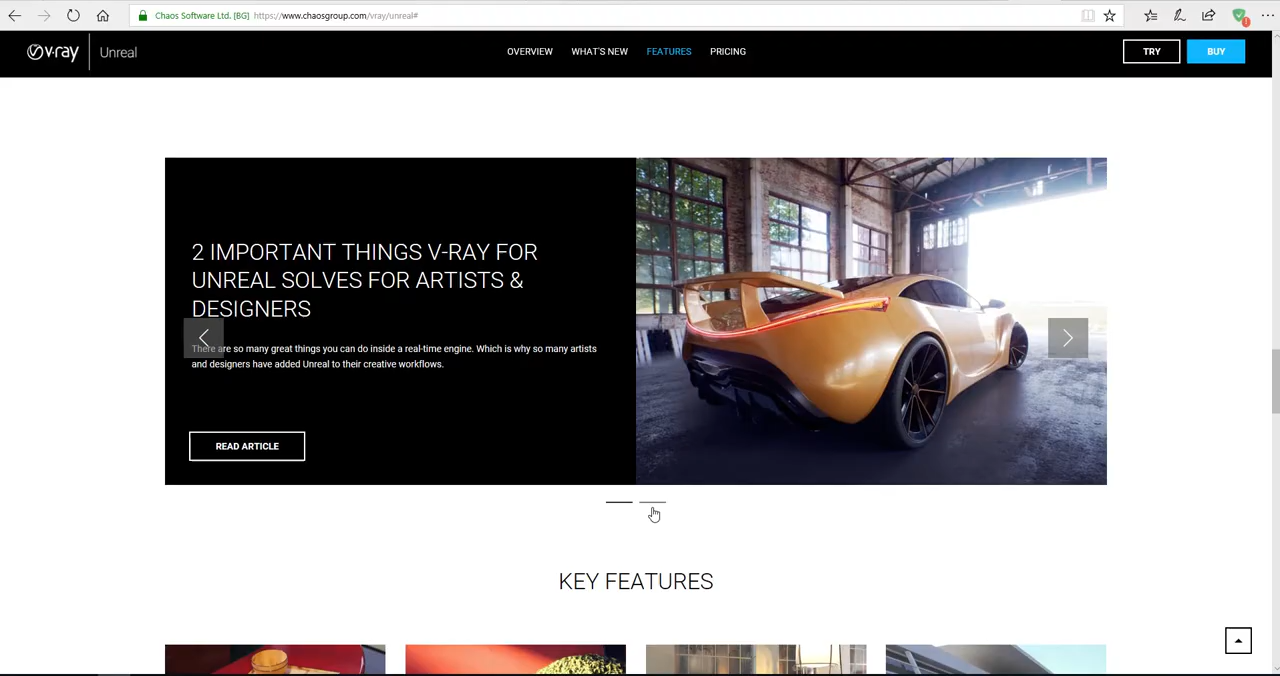 Chaos Software Ltd. [BG] https://www.chaosgroup.com/vray/unreal#
v-ray Unreal OVERVIEW WHAT'S NEW FEATURES PRICING TRY BUY
2 IMPORTANT THINGS V-RAY FOR
UNREAL SOLVES FOR ARTISTS &
DESIGNERS
There are so many great things you can do inside a real-time engine. Which is why so many artists
and designers have added Unreal to their creative workflows.
READ ARTICLE
KEY FEATURES